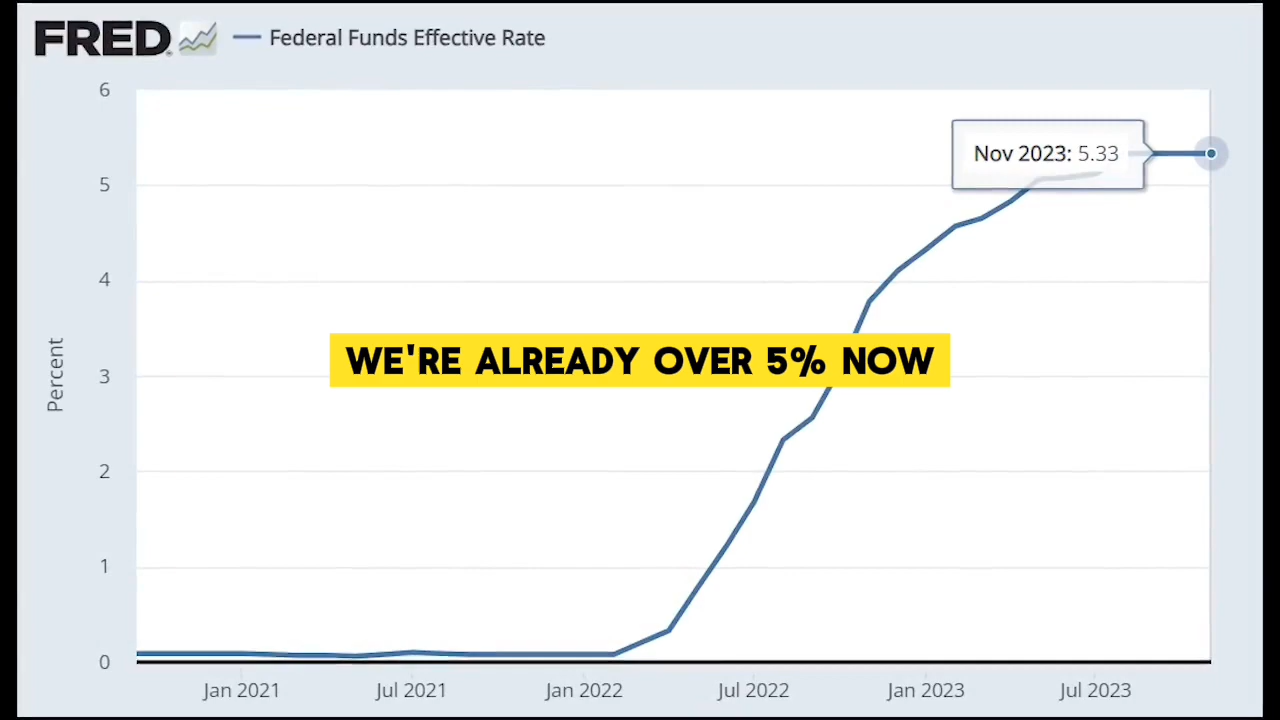 FRED
Federal Funds Effective Rate
6
Nov 2023: 5.33
5
4
WE'RE ALREADY OVER 5% NOW
Percent
3
2
1
0
Jan 2021 Jul 2021 Jan 2022 Jul 2022 Jan 2023 Jul 2023